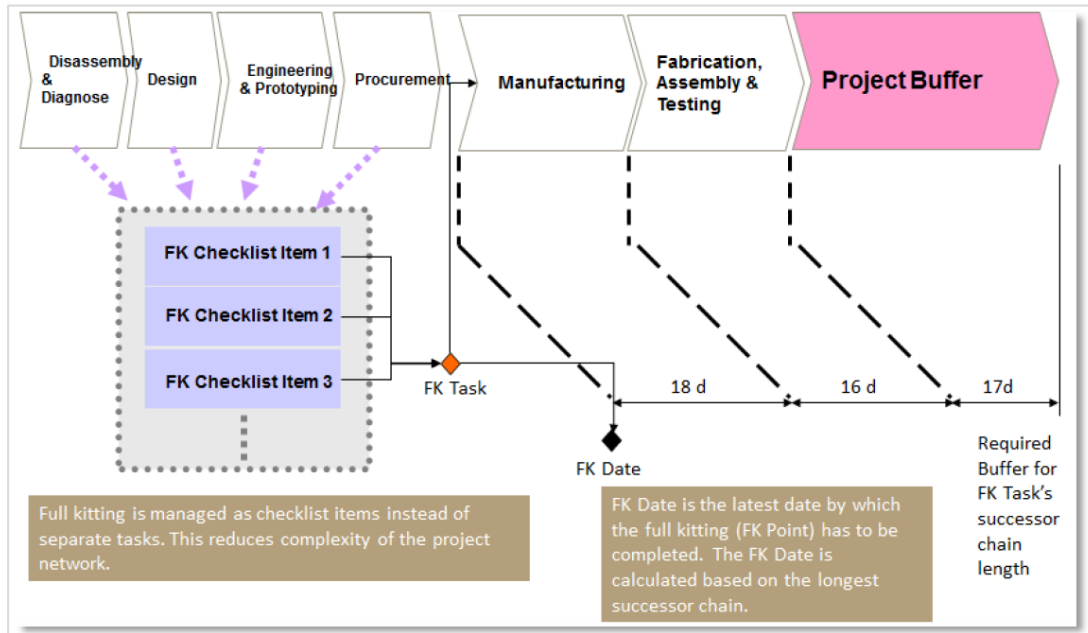 Disassembly
&
Diagnose
Design
Engineering
& Prototyping
Procurement
Manufacturing
Fabrication,
Assembly &
Testing
Project Buffer
FK Checklist Item 1
FK Checklist Item 2
FK Checklist Item 3
FK Task
18 d
16 d
17d
FK Date
Required
Buffer for
FK Task's
successor
chain
length
Full kitting is managed as checklist items instead of
separate tasks. This reduces complexity of the project
network.
FK Date is the latest date by which
the full kitting (FK Point) has to be
completed. The FK Date is
calculated based on the longest
successor chain.